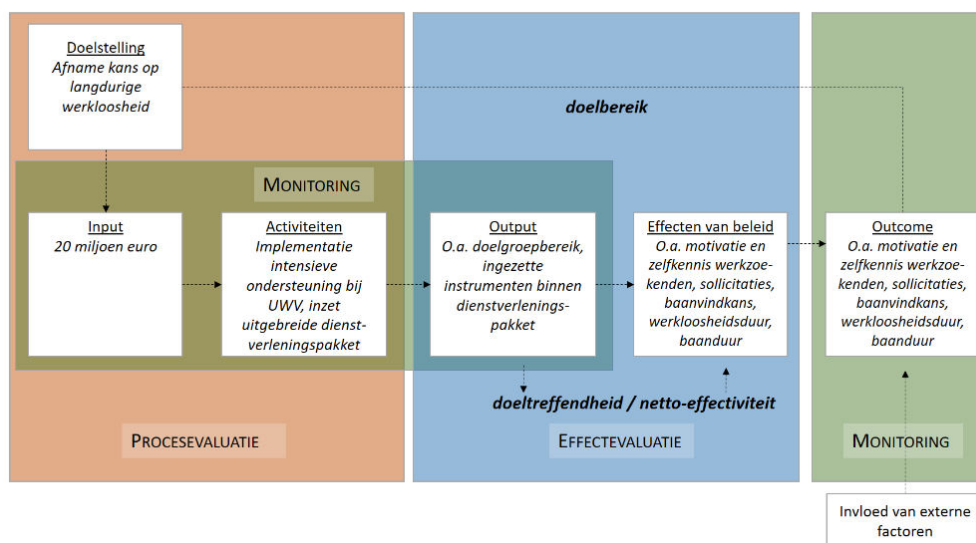 Doelstelling
Afname kans op
langdurige
werkloosheid
doelbereik
MONITORING
Input
20 miljoen euro
Activiteiten
Implementatie
intensieve
ondersteuning bij
UWV, inzet
uitgebreide dienst-
verleningspakket
Output
O.a. doelgroepbereik,
ingezette
instrumenten binnen
dienstverlenings-
pakket
Effecten van beleid
O.a. motivatie en
zelfkennis werkzoe-
kenden, sollicitaties,
baanvindkans,
werkloosheidsduur,
baanduur
Outcome
O.a. motivatie en
zelfkennis werkzoe-
kenden, sollicitaties,
baanvindkans,
werkloosheidsduur,
baanduur
doeltreffendheid / netto-effectiviteit
PROCESEVALUATIE
EFFECTEVALUATIE
MONITORING
Invloed van externe
factoren